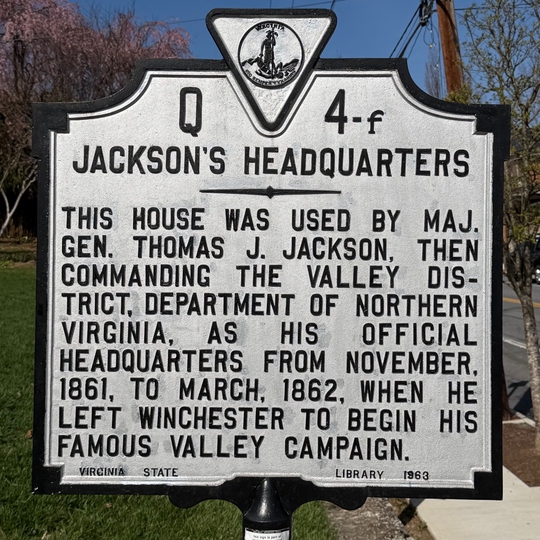 Q 4-f
JACKSON'S HEADQUARTERS
THIS HOUSE WAS USED BY MAJ.
GEN. THOMAS J. JACKSON, THEN
COMMANDING THE VALLEY DIS-
TRICT, DEPARTMENT OF NORTHERN
VIRGINIA, AS HIS OFFICIAL
HEADQUARTERS FROM NOVEMBER,
1861, TO MARCH, 1862, WHEN HE
LEFT WINCHESTER TO BEGIN HIS
FAMOUS VALLEY CAMPAIGN.
VIRGINIA STATE LIBRARY 1963